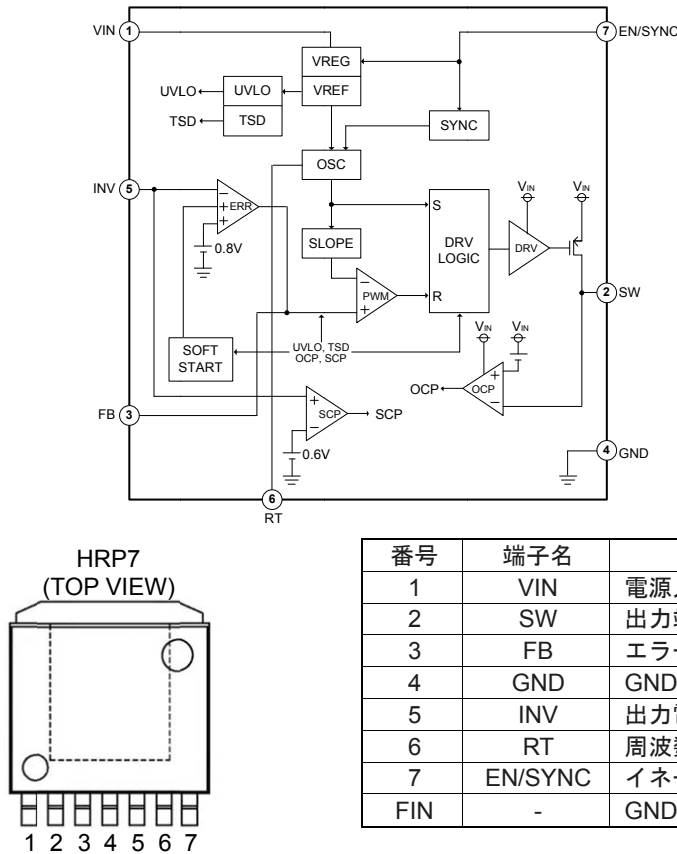 VIN 1
7 EN/SYNC
VREG
UVLO UVLO VREF
TSD TSD
SYNC
OSC
INV 5
ERR
S
VIN
VIN
0.8V
SLOPE
DRV LOGIC
DRV
PWM
R
2 SW
SOFT START
UVLO, TSD
OCP, SCP
VIN
VIN
OCP
OCP
FB 3
SCP
SCP
0.6V
4 GND
6
RT
HRP7
(TOP VIEW)
1 2 3 4 5 6 7
番号 端子名
1 VIN 電源
2 SW 出力
3 FB エラ
4 GND GND
5 INV 出力
6 RT 周波
7 EN/SYNC イネ
FIN - GND